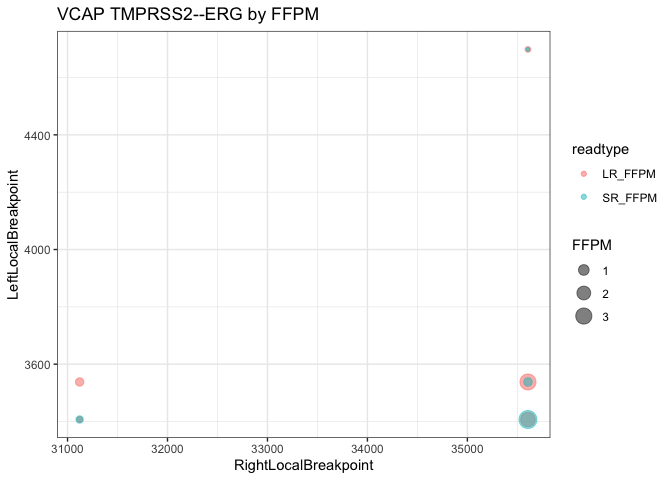 VCAP TMPRSS2--ERG by FFPM
LeftLocalBreakpoint
4400
4000
3600
31000
32000
33000
34000
35000
RightLocalBreakpoint
readtype
LR_FFPM
SR_FFPM
FFPM
1
2
3